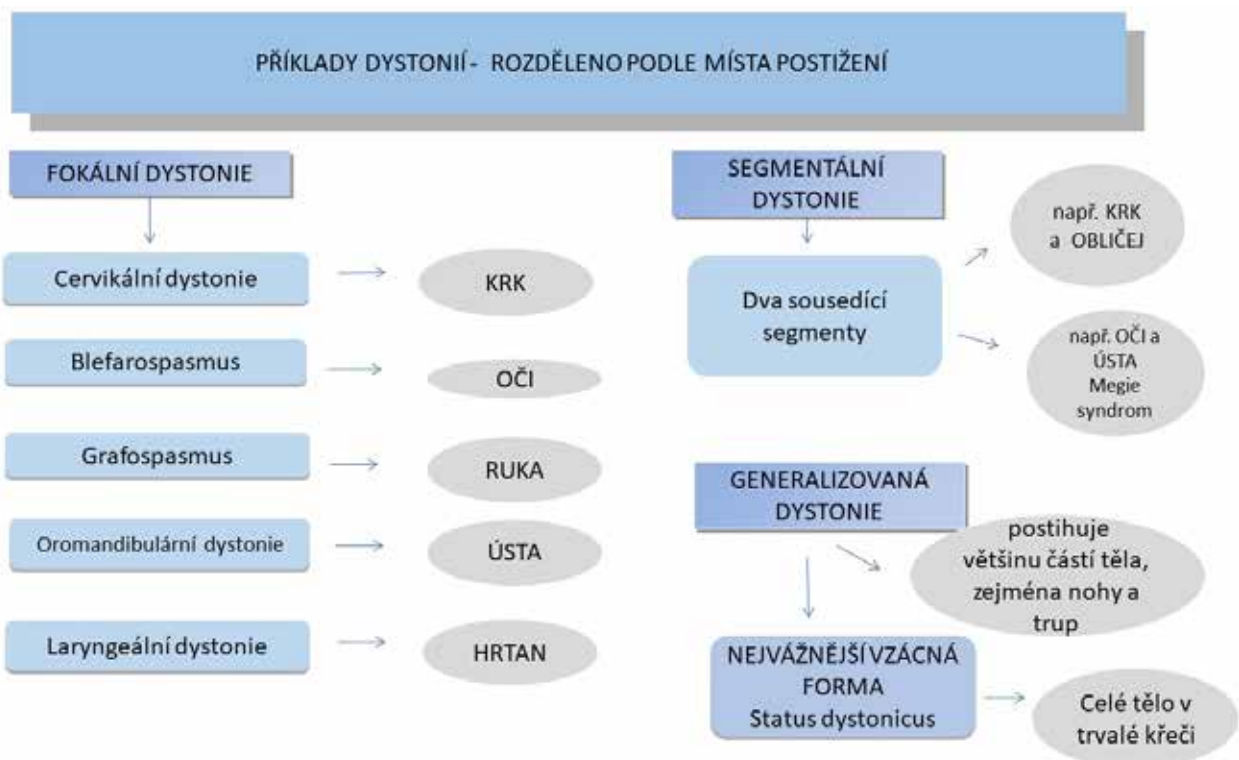 PŘÍKLADY DYSTONIÍ - ROZDĚLENO PODLE MÍSTA POSTIŽENÍ
FOKÁLNÍ DYSTONIE
Cervikální dystonie
KRK
Blefarospasmus
OČI
Grafospasmus
RUKA
Oromandibulární dystonie
ÚSTA
Laryngeální dystonie
HRTAN
SEGMENTÁLNÍ
DYSTONIE
Dva sousedící
segmenty
např. KRK
a OBLIČEJ
např. OČI a
ÚSTA
Megie
syndrom
GENERALIZOVANÁ
DYSTONIE
postihuje
většinu částí těla,
zejména nohy a
trup
NEJVÁŽNĚJŠÍ VZÁCNÁ
FORMA
Status dystonicus
Celé tělo v
trvalé křeči